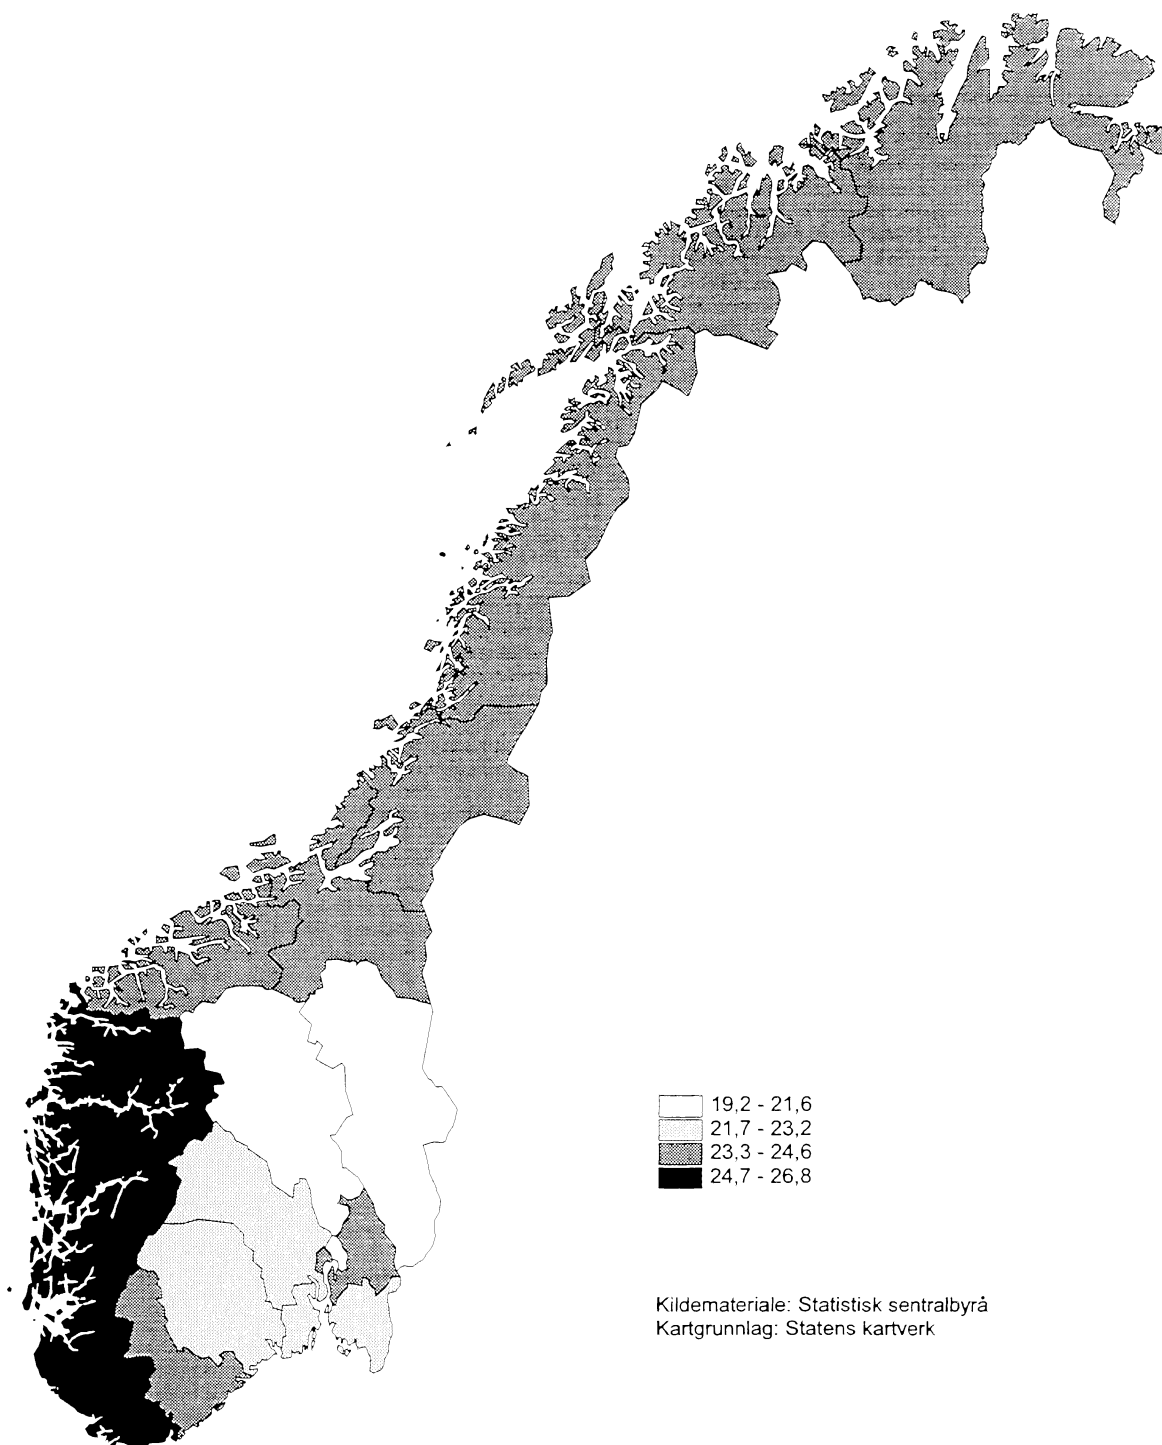 19,2 - 21,6
21,7 - 23,2
23,3 - 24,6
24,7 - 26,8
Kildemateriale: Statistisk sentralbyrå
Kartgrunnlag: Statens kartverk